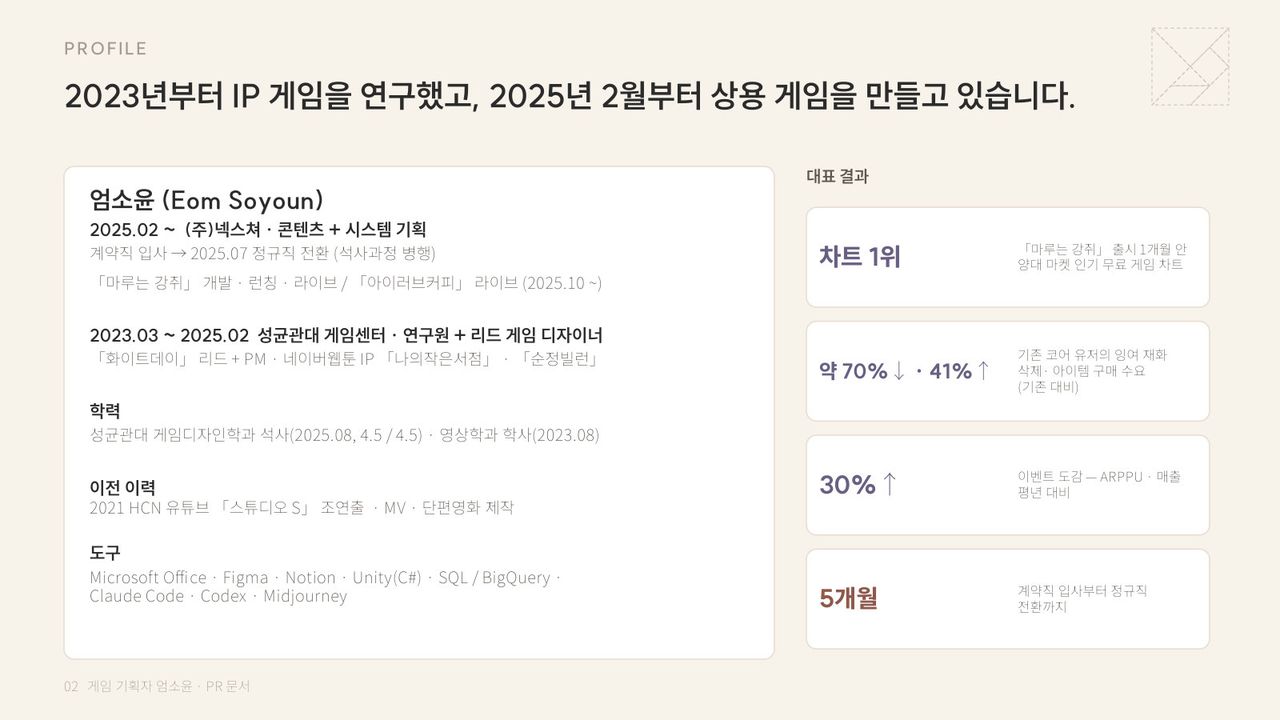 PROFILE
2023년부터 IP 게임을 연구했고, 2025년 2월부터 상용 게임을 만들고 있습니다.
엄소윤 (Eom Soyoun)
2025.02 ~ (주)넥스쳐 · 콘텐츠 + 시스템 기획
계약직 입사 → 2025.07 정규직 전환 (석사과정 병행)
「마루는 강쥐」 개발 · 런칭 · 라이브 / 「아이러브커피」 라이브 (2025.10 ~)
2023.03 ~ 2025.02 성균관대 게임센터 · 연구원 + 리드 게임 디자이너
「화이트데이」 리드 + PM · 네이버웹툰 IP 「나의작은서점」 · 「순정빌런」
학력
성균관대 게임디자인학과 석사(2025.08, 4.5 / 4.5) · 영상학과 학사(2023.08)
이전 이력
2021 HCN 유튜브 「스튜디오 S」 조연출 · MV · 단편영화 제작
도구
Microsoft Office · Figma · Notion · Unity(C#) · SQL / BigQuery ·
Claude Code · Codex · Midjourney
대표 결과
차트 1위
「마루는 강쥐」 출시 1개월 안
양대 마켓 인기 무료 게임 차트
약 70%↓ · 41%↑
기존 코어 유저의 잉여 재화
삭제· 아이템 구매 수요
(기존 대비)
30%↑
이벤트 도감 — ARPPU · 매출
평년 대비
5개월
계약직 입사부터 정규직
전환까지
02 게임 기획자 엄소윤 · PR 문서